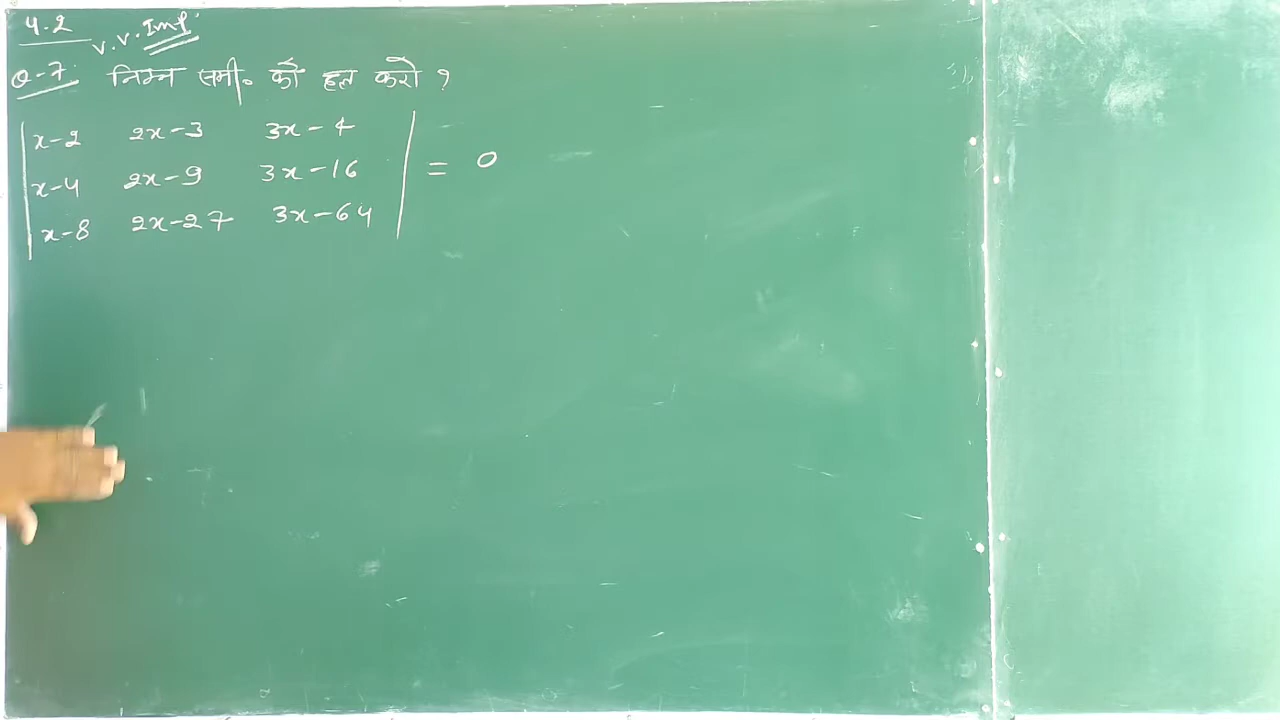 4.2 v.v. Imp.
Q-7 निम्न समी० को हल करो ?
x-2 2x-3 3x-4
x-4 2x-9 3x-16 = 0
x-8 2x-27 3x-64